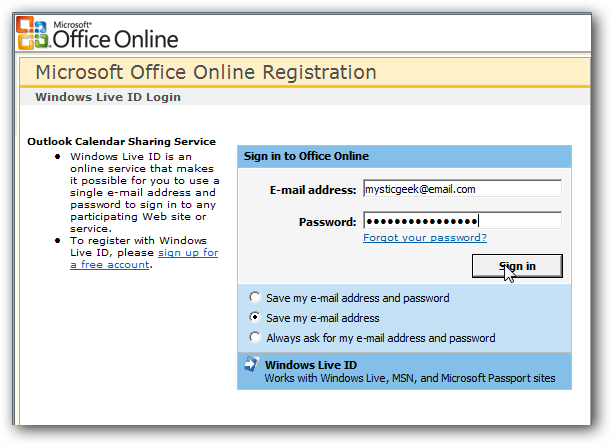 Microsoft®
Office Online
Microsoft Office Online Registration
Windows Live ID Login
Outlook Calendar Sharing Service
• Windows Live ID is an
online service that makes
it possible for you to use a
single e-mail address and
password to sign in to any
participating Web site or
service.
• To register with Windows
Live ID, please sign up for
a free account.
Sign in to Office Online
E-mail address: mysticgeek@email.com
Password: ●●●●●●●●●●●●●●●●
Forgot your password?
Sign in
Save my e-mail address and password
Save my e-mail address
Always ask for my e-mail address and password
Windows Live ID
Works with Windows Live, MSN, and Microsoft Passport sites